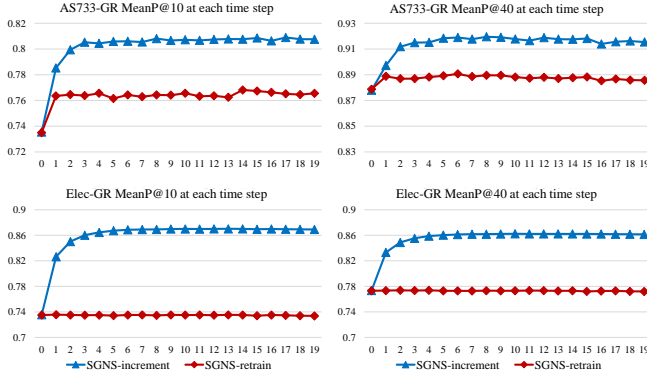 AS733-GR MeanP@10 at each time step
0.82
0.8
0.78
0.76
0.74
0.72
0 1 2 3 4 5 6 7 8 9 10 11 12 13 14 15 16 17 18 19
AS733-GR MeanP@40 at each time step
0.93
0.91
0.89
0.87
0.85
0.83
0 1 2 3 4 5 6 7 8 9 10 11 12 13 14 15 16 17 18 19
Elec-GR MeanP@10 at each time step
0.9
0.86
0.82
0.78
0.74
0.7
0 1 2 3 4 5 6 7 8 9 10 11 12 13 14 15 16 17 18 19
SGNS-increment SGNS-retrain
Elec-GR MeanP@40 at each time step
0.9
0.86
0.82
0.78
0.74
0.7
0 1 2 3 4 5 6 7 8 9 10 11 12 13 14 15 16 17 18 19
SGNS-increment SGNS-retrain